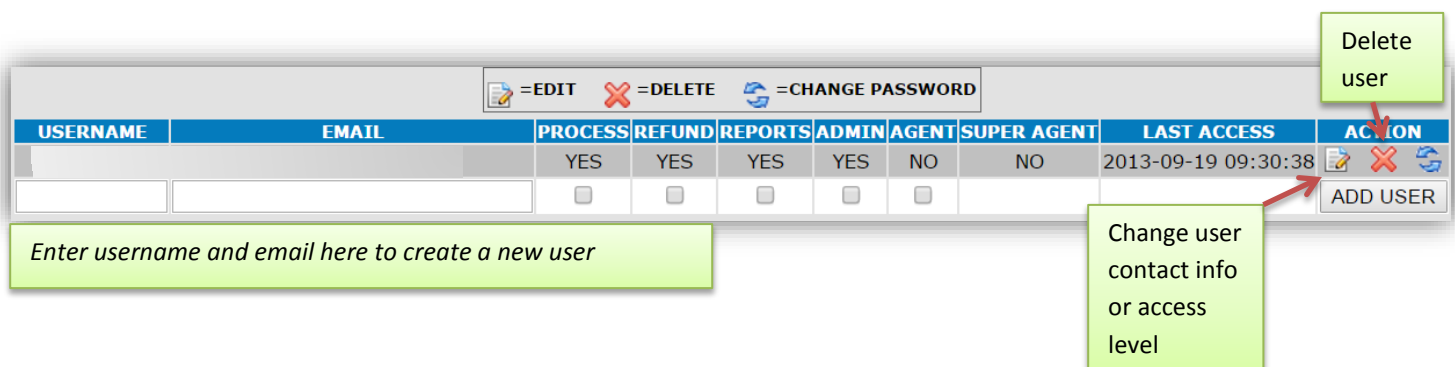 Delete
user
=EDIT =DELETE =CHANGE PASSWORD
USERNAME EMAIL PROCESS REFUND REPORTS ADMIN AGENT SUPER AGENT LAST ACCESS ACTION
YES YES YES YES NO NO 2013-09-19 09:30:38
ADD USER
Enter username and email here to create a new user
Change user
contact info
or access
level